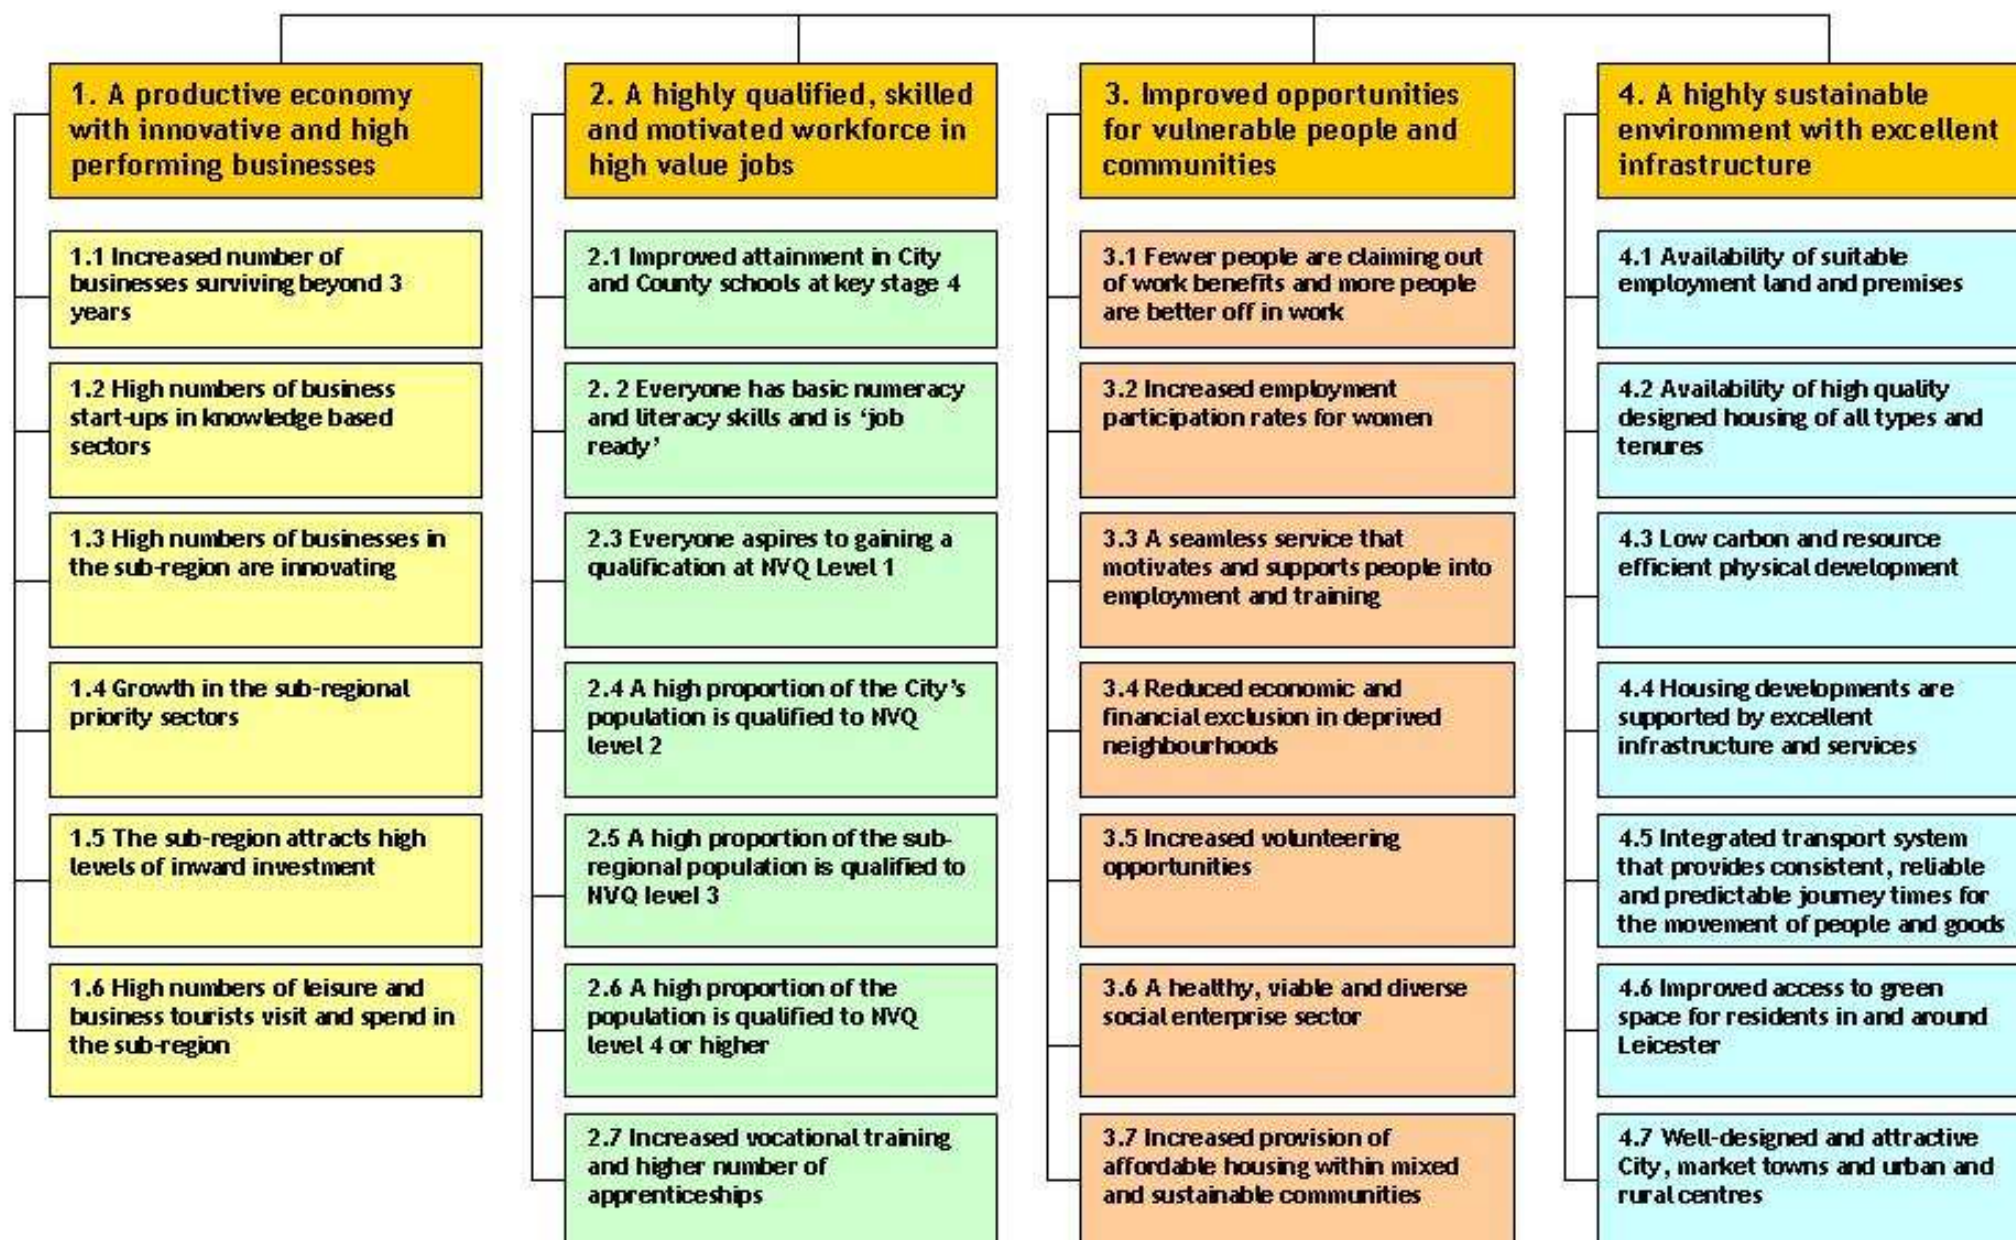 1. A productive economy
with innovative and high
performing businesses
1.1 Increased number of
businesses surviving beyond 3
years
1.2 High numbers of business
start-ups in knowledge based
sectors
1.3 High numbers of businesses in
the sub-region are innovating
1.4 Growth in the sub-regional
priority sectors
1.5 The sub-region attracts high
levels of inward investment
1.6 High numbers of leisure and
business tourists visit and spend in
the sub-region
2. A highly qualified, skilled
and motivated workforce in
high value jobs
2.1 Improved attainment in City
and County schools at key stage 4
2. 2 Everyone has basic numeracy
and literacy skills and is ‘job
ready’
2.3 Everyone aspires to gaining a
qualification at NVQ Level 1
2.4 A high proportion of the City’s
population is qualified to NVQ
level 2
2.5 A high proportion of the sub-
regional population is qualified to
NVQ level 3
2.6 A high proportion of the
population is qualified to NVQ
level 4 or higher
2.7 Increased vocational training
and higher number of
apprenticeships
3. Improved opportunities
for vulnerable people and
communities
3.1 Fewer people are claiming out
of work benefits and more people
are better off in work
3.2 Increased employment
participation rates for women
3.3 A seamless service that
motivates and supports people into
employment and training
3.4 Reduced economic and
financial exclusion in deprived
neighbourhoods
3.5 Increased volunteering
opportunities
3.6 A healthy, viable and diverse
social enterprise sector
3.7 Increased provision of
affordable housing within mixed
and sustainable communities
4. A highly sustainable
environment with excellent
infrastructure
4.1 Availability of suitable
employment land and premises
4.2 Availability of high quality
designed housing of all types and
tenures
4.3 Low carbon and resource
efficient physical development
4.4 Housing developments are
supported by excellent
infrastructure and services
4.5 Integrated transport system
that provides consistent, reliable
and predictable journey times for
the movement of people and goods
4.6 Improved access to green
space for residents in and around
Leicester
4.7 Well-designed and attractive
City, market towns and urban and
rural centres